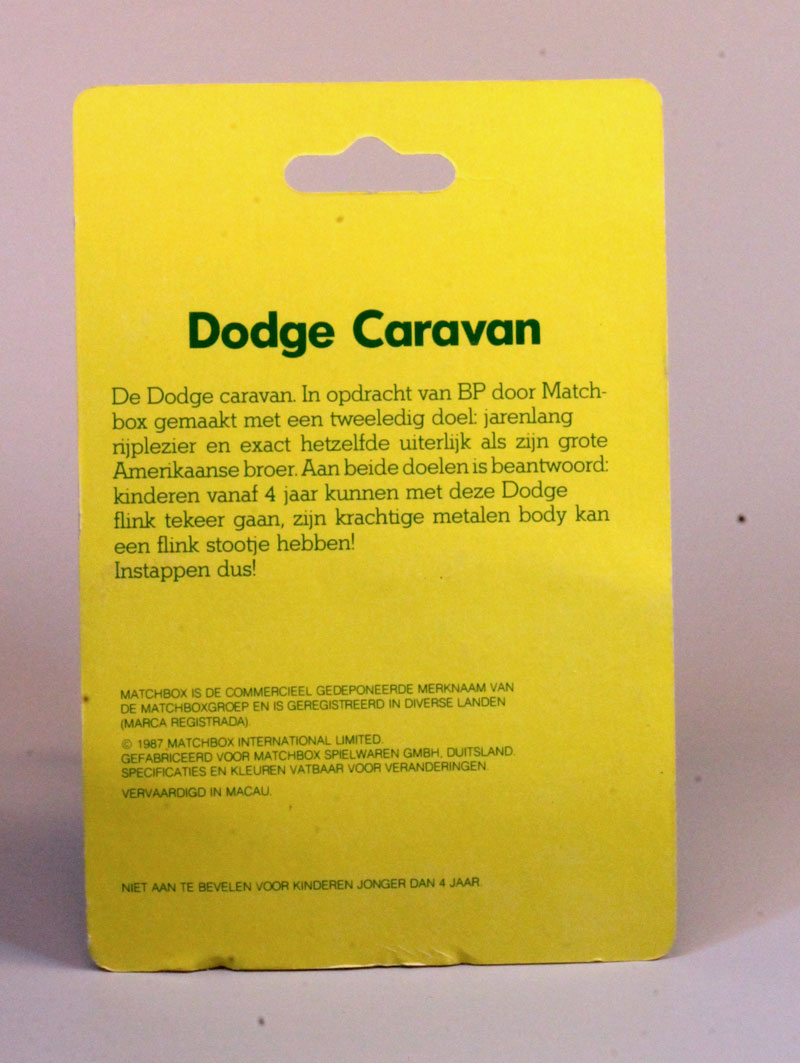 Dodge Caravan
De Dodge caravan. In opdracht van BP door Match-
box gemaakt met een tweeledig doel: jarenlang
rijplezier en exact hetzelfde uiterlijk als zijn grote
Amerikaanse broer. Aan beide doelen is beantwoord:
kinderen vanaf 4 jaar kunnen met deze Dodge
flink tekeer gaan, zijn krachtige metalen body kan
een flink stootje hebben!
Instappen dus!
MATCHBOX IS DE COMMERCIEEL GEDEPONEERDE MERKNAAM VAN
DE MATCHBOXGROEP EN IS GEREGISTREERD IN DIVERSE LANDEN
(MARCA REGISTRADA).
© 1987 MATCHBOX INTERNATIONAL LIMITED.
GEFABRICEERD VOOR MATCHBOX SPIELWAREN GMBH, DUITSLAND.
SPECIFICATIES EN KLEUREN VATBAAR VOOR VERANDERINGEN.
VERVAARDIGD IN MACAU.
NIET AAN TE BEVELEN VOOR KINDEREN JONGER DAN 4 JAAR.